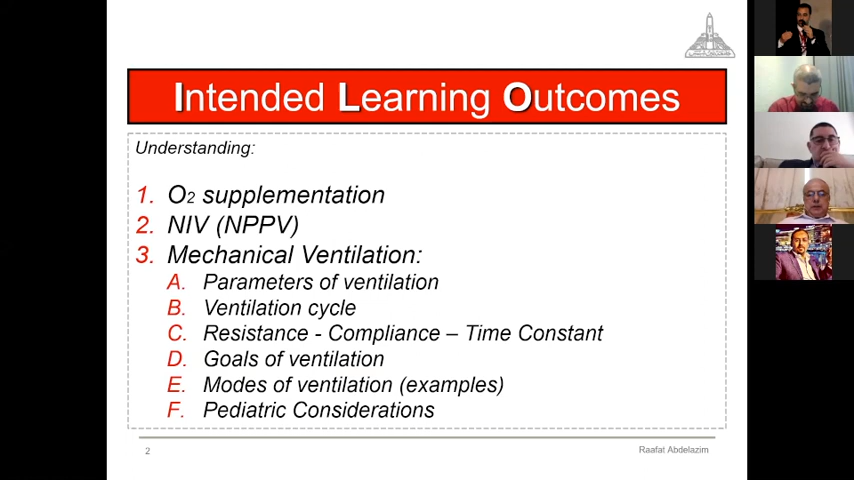 Intended Learning Outcomes
Understanding:
1. O2 supplementation
2. NIV (NPPV)
3. Mechanical Ventilation:
A. Parameters of ventilation
B. Ventilation cycle
C. Resistance - Compliance – Time Constant
D. Goals of ventilation
E. Modes of ventilation (examples)
F. Pediatric Considerations
2
Raafat Abdelazim